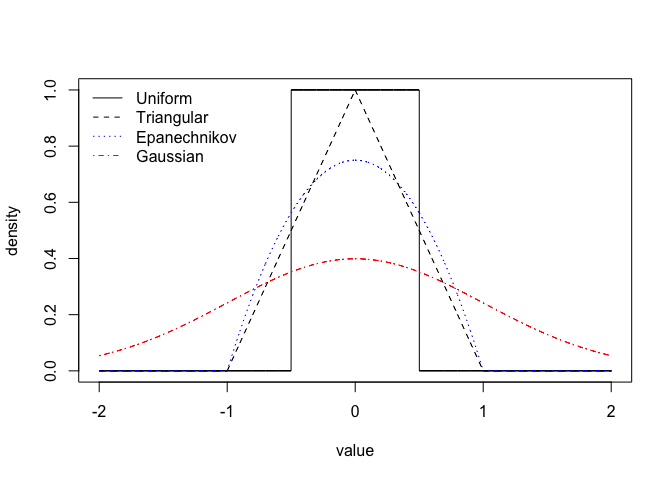 Uniform
Triangular
Epanechnikov
Gaussian
density
0.0
0.2
0.4
0.6
0.8
1.0
-2
-1
0
1
2
value